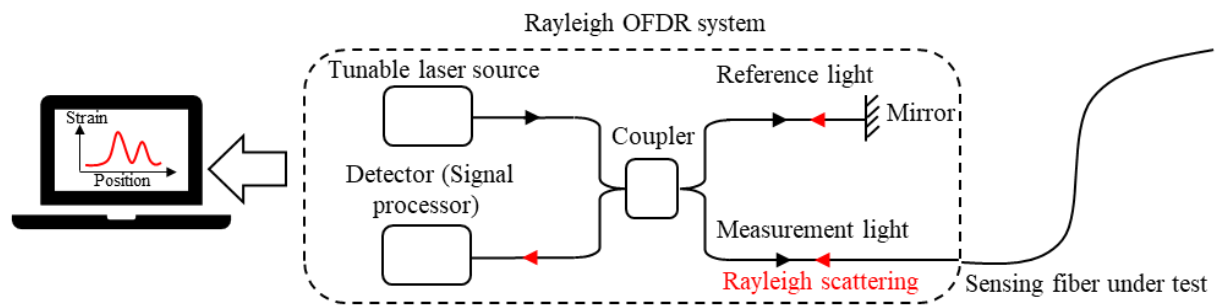 Rayleigh OFDR system
Tunable laser source
Reference light
Mirror
Coupler
Strain
Position
Detector (Signal
processor)
Measurement light
Rayleigh scattering
Sensing fiber under test